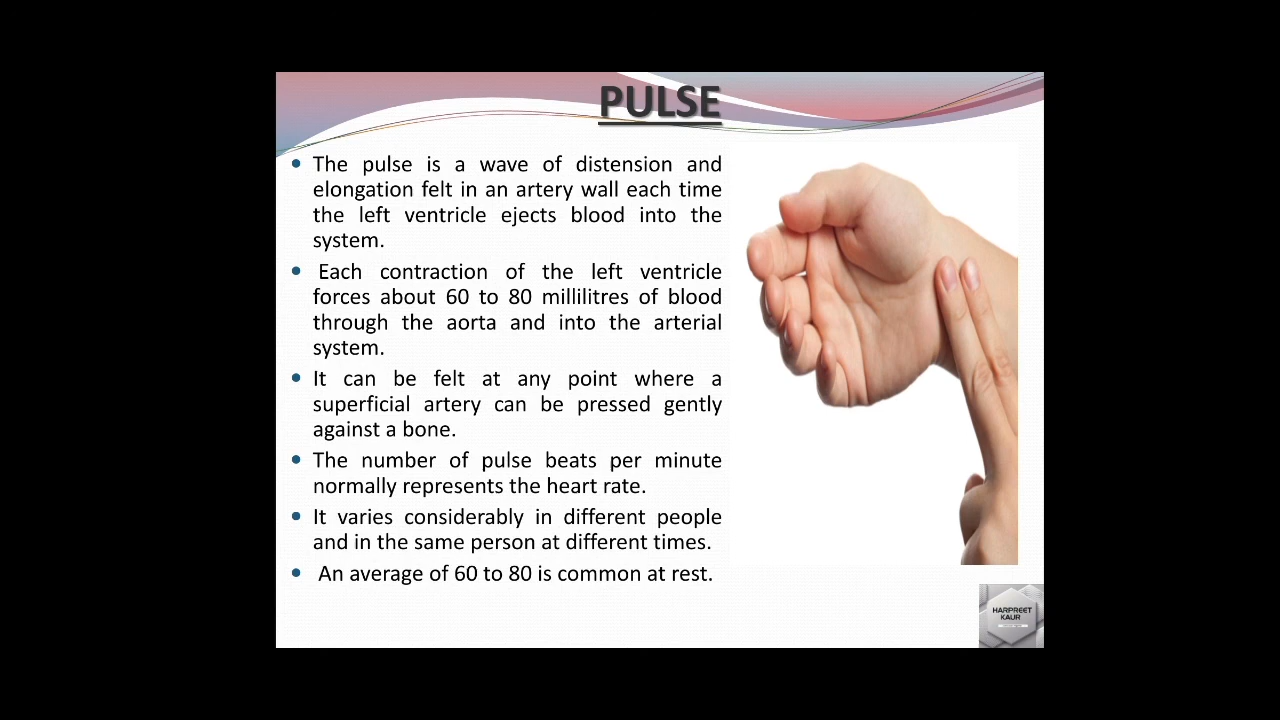 PULSE
• The pulse is a wave of distension and
elongation felt in an artery wall each time
the left ventricle ejects blood into the
system.
• Each contraction of the left ventricle
forces about 60 to 80 millilitres of blood
through the aorta and into the arterial
system.
• It can be felt at any point where a
superficial artery can be pressed gently
against a bone.
• The number of pulse beats per minute
normally represents the heart rate.
• It varies considerably in different people
and in the same person at different times.
• An average of 60 to 80 is common at rest.
HARPREET
KAUR